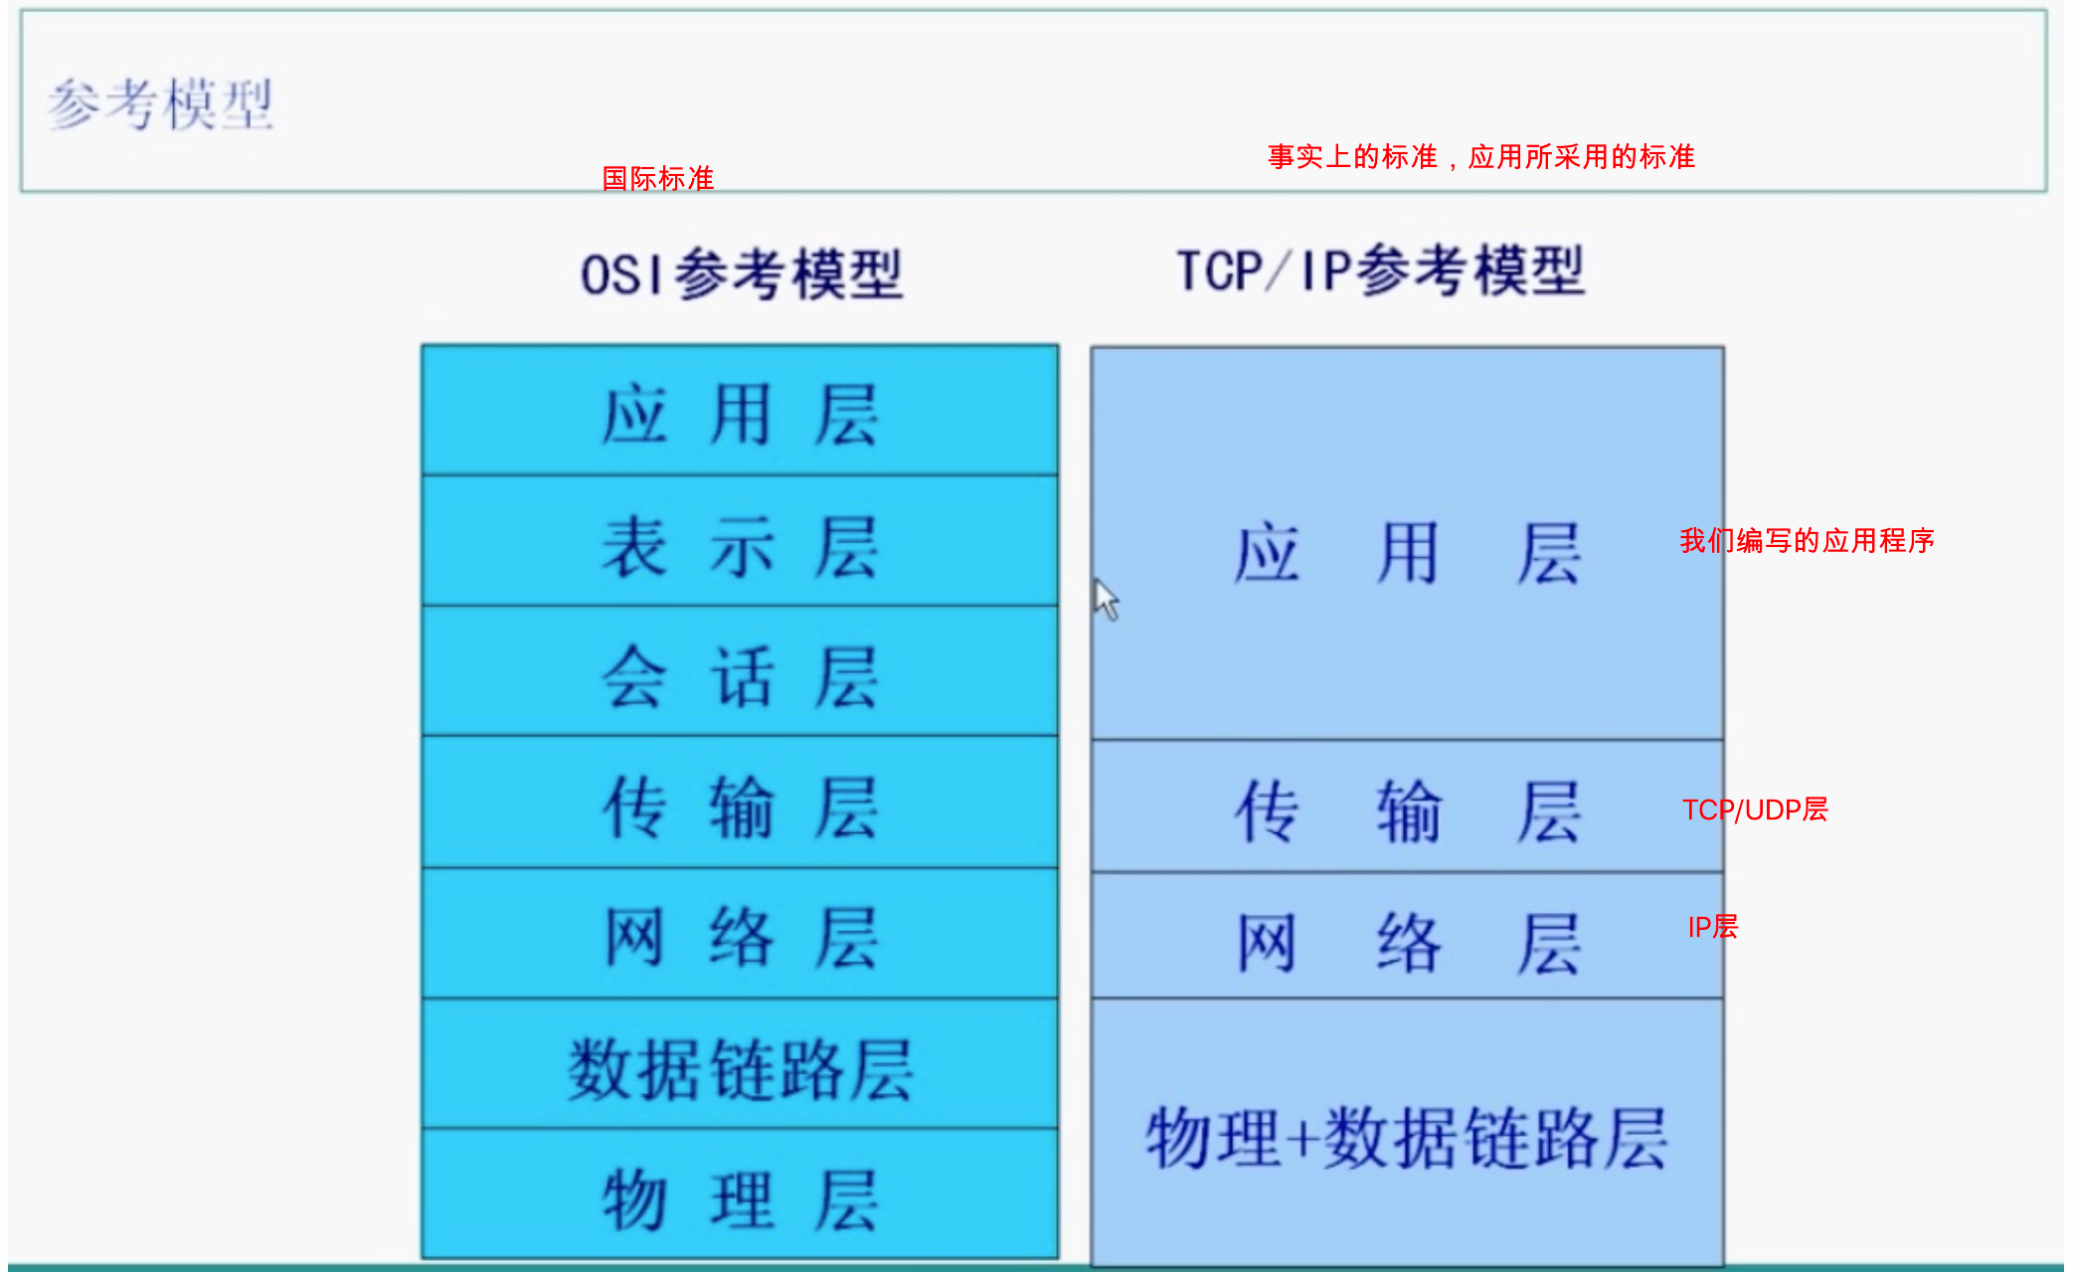 参考模型
国际标准
事实上的标准，应用所采用的标准
OSI参考模型
TCP/IP参考模型
应用层
表示层
会话层
传输层
网络层
数据链路层
物理层
应用层
我们编写的应用程序
传输层
TCP/UDP层
网络层
IP层
物理+数据链路层